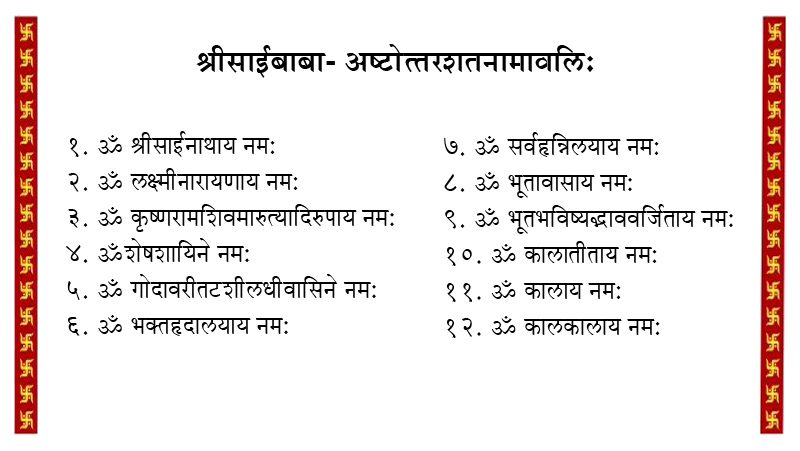 श्रीसाईबाबा- अष्टोत्तरशतनामावलिः
१. ॐ श्रीसाईनाथाय नमः
२. ॐ लक्ष्मीनारायणाय नमः
३. ॐ कृष्णरामशिवमारुत्यादिरुपाय नमः
४. ॐशेषशाायिने नमः
५. ॐ गोदावरीतटशीलधीवासिने नमः
६. ॐ भक्तहृदालयाय नमः
७. ॐ सर्वहृन्निलयाय नमः
८. ॐ भूतावासाय नमः
९. ॐ भूतभविष्यद्भाववर्जिताय नमः
१०. ॐ कालातीताय नमः
११. ॐ कालाय नमः
१२. ॐ कालकालाय नमः